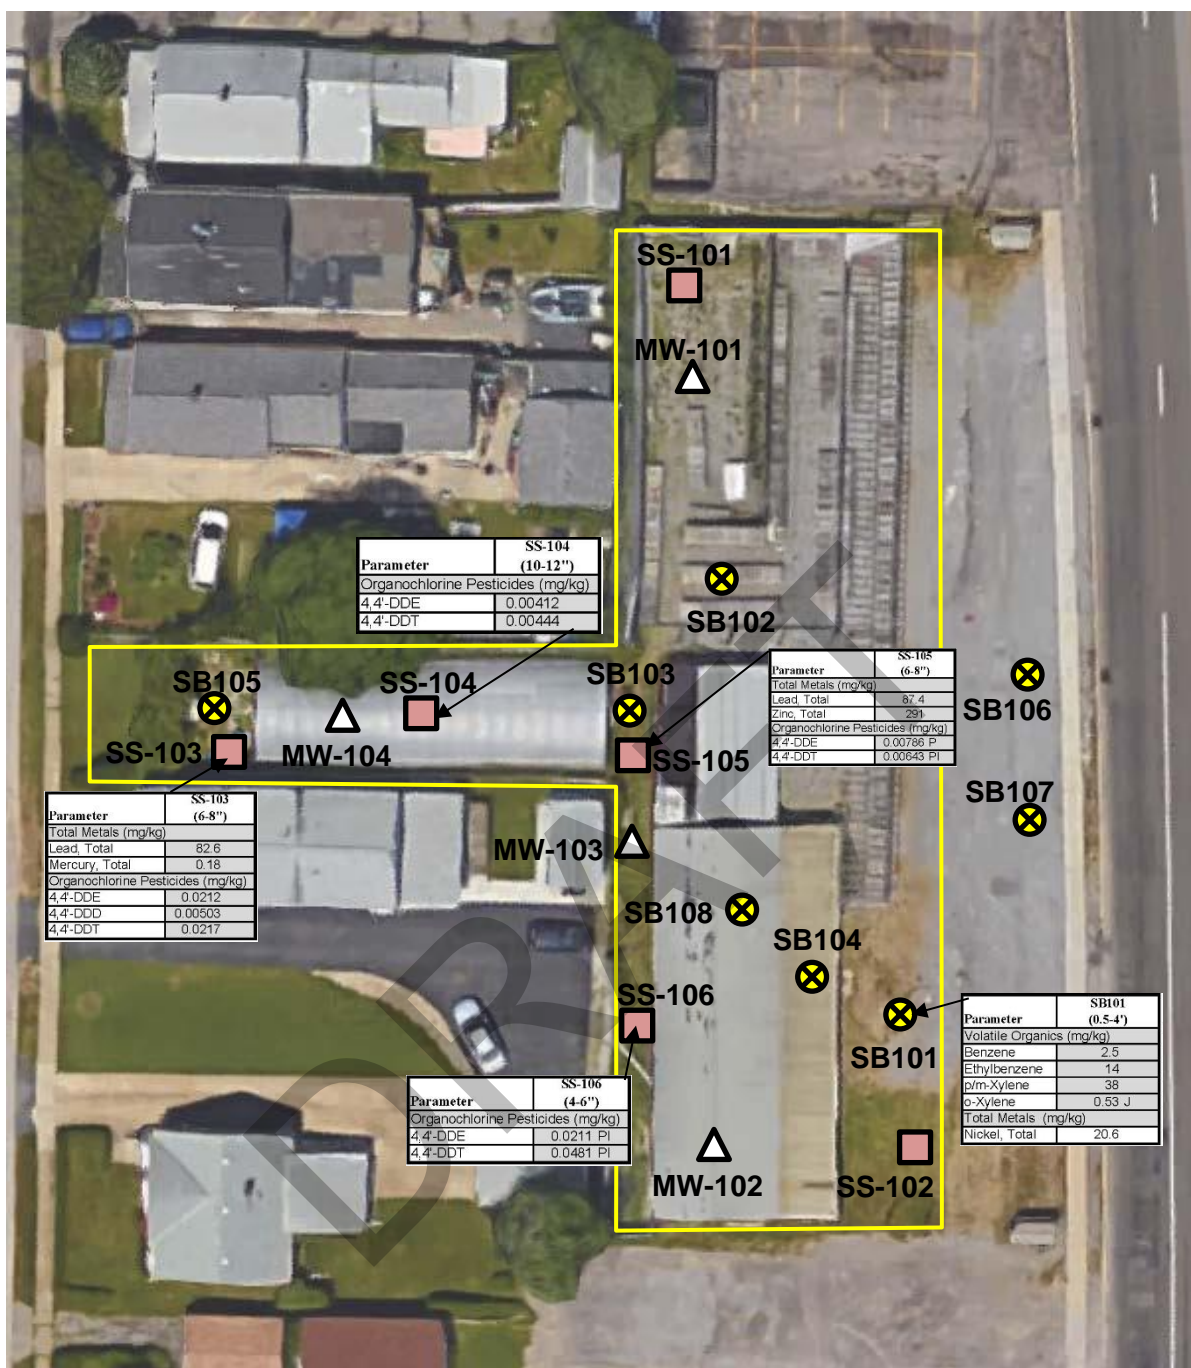 SS-101
MW-101
SS-104
Parameter (10-12")
Organochlorine Pesticides (mg/kg)
4,4'-DDE 0.00412
4,4'-DDT 0.00444
SB102
SS-105
Parameter (6-8")
Total Metals (mg/kg)
Lead, Total 87.4
Zinc, Total 291
Organochlorine Pesticides (mg/kg)
4,4'-DDE 0.00786 P
4,4'-DDT 0.00643 PI
SB105
SS-104
SB103
SB106
SS-103
MW-104
SS-105
SB107
SS-103
Parameter (6-8")
Total Metals (mg/kg)
Lead, Total 82.6
Mercury, Total 0.18
Organochlorine Pesticides (mg/kg)
4,4'-DDE 0.0212
4,4'-DDD 0.00503
4,4'-DDT 0.0217
MW-103
SB108
SB104
SS-106
SB101
SB101
Parameter (0.5-4')
Volatile Organics (mg/kg)
Benzene 2.5
Ethylbenzene 14
p/m-Xylene 38
o-Xylene 0.53 J
Total Metals (mg/kg)
Nickel, Total 20.6
SS-106
Parameter (4-6")
Organochlorine Pesticides (mg/kg)
4,4'-DDE 0.0211 PI
4,4'-DDT 0.0481 PI
MW-102
SS-102
DRAFT